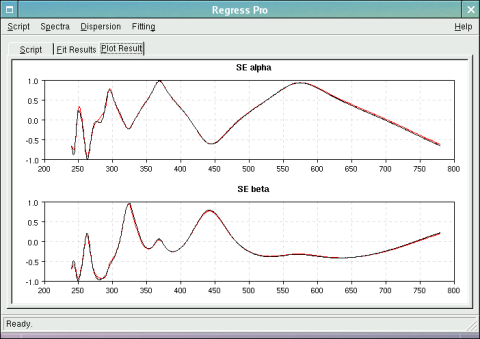 Regress Pro
Script Spectra Dispersion Fitting Help
Script Fit Results Plot Result
SE alpha
1.0
0.5
0.0
-0.5
-1.0
200 250 300 350 400 450 500 550 600 650 700 750 800
SE beta
1.0
0.5
0.0
-0.5
-1.0
200 250 300 350 400 450 500 550 600 650 700 750 800
Ready.